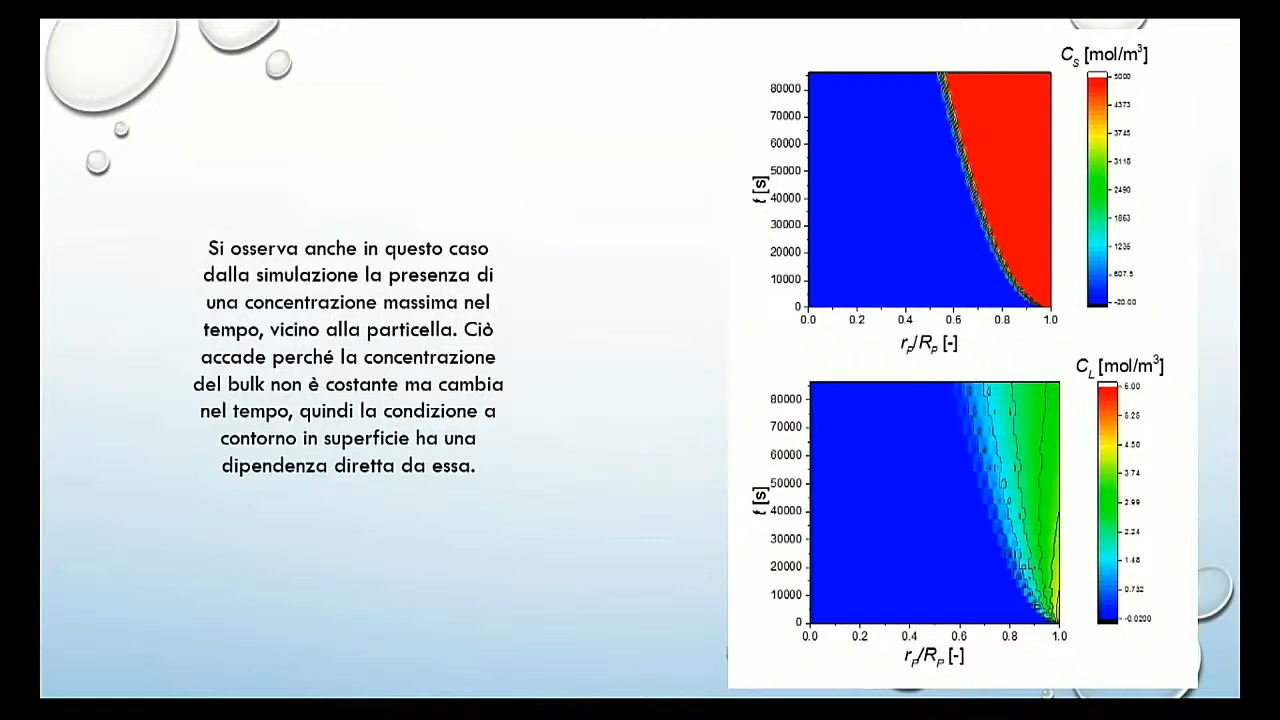 Si osserva anche in questo caso
dalla simulazione la presenza di
una concentrazione massima nel
tempo, vicino alla particella. Ciò
accade perché la concentrazione
del bulk non è costante ma cambia
nel tempo, quindi la condizione a
contorno in superficie ha una
dipendenza diretta da essa.
C_S [mol/m³]
5000
4373
3745
3118
2490
1863
1235
607.5
-20.00
t [s]
80000
70000
60000
50000
40000
30000
20000
10000
0
0.0 0.2 0.4 0.6 0.8 1.0
r_p/R_p [-]
C_L [mol/m³]
6.00
5.25
4.50
3.74
2.99
2.24
1.48
0.732
-0.0200
t [s]
80000
70000
60000
50000
40000
30000
20000
10000
0
0.0 0.2 0.4 0.6 0.8 1.0
r_p/R_p [-]